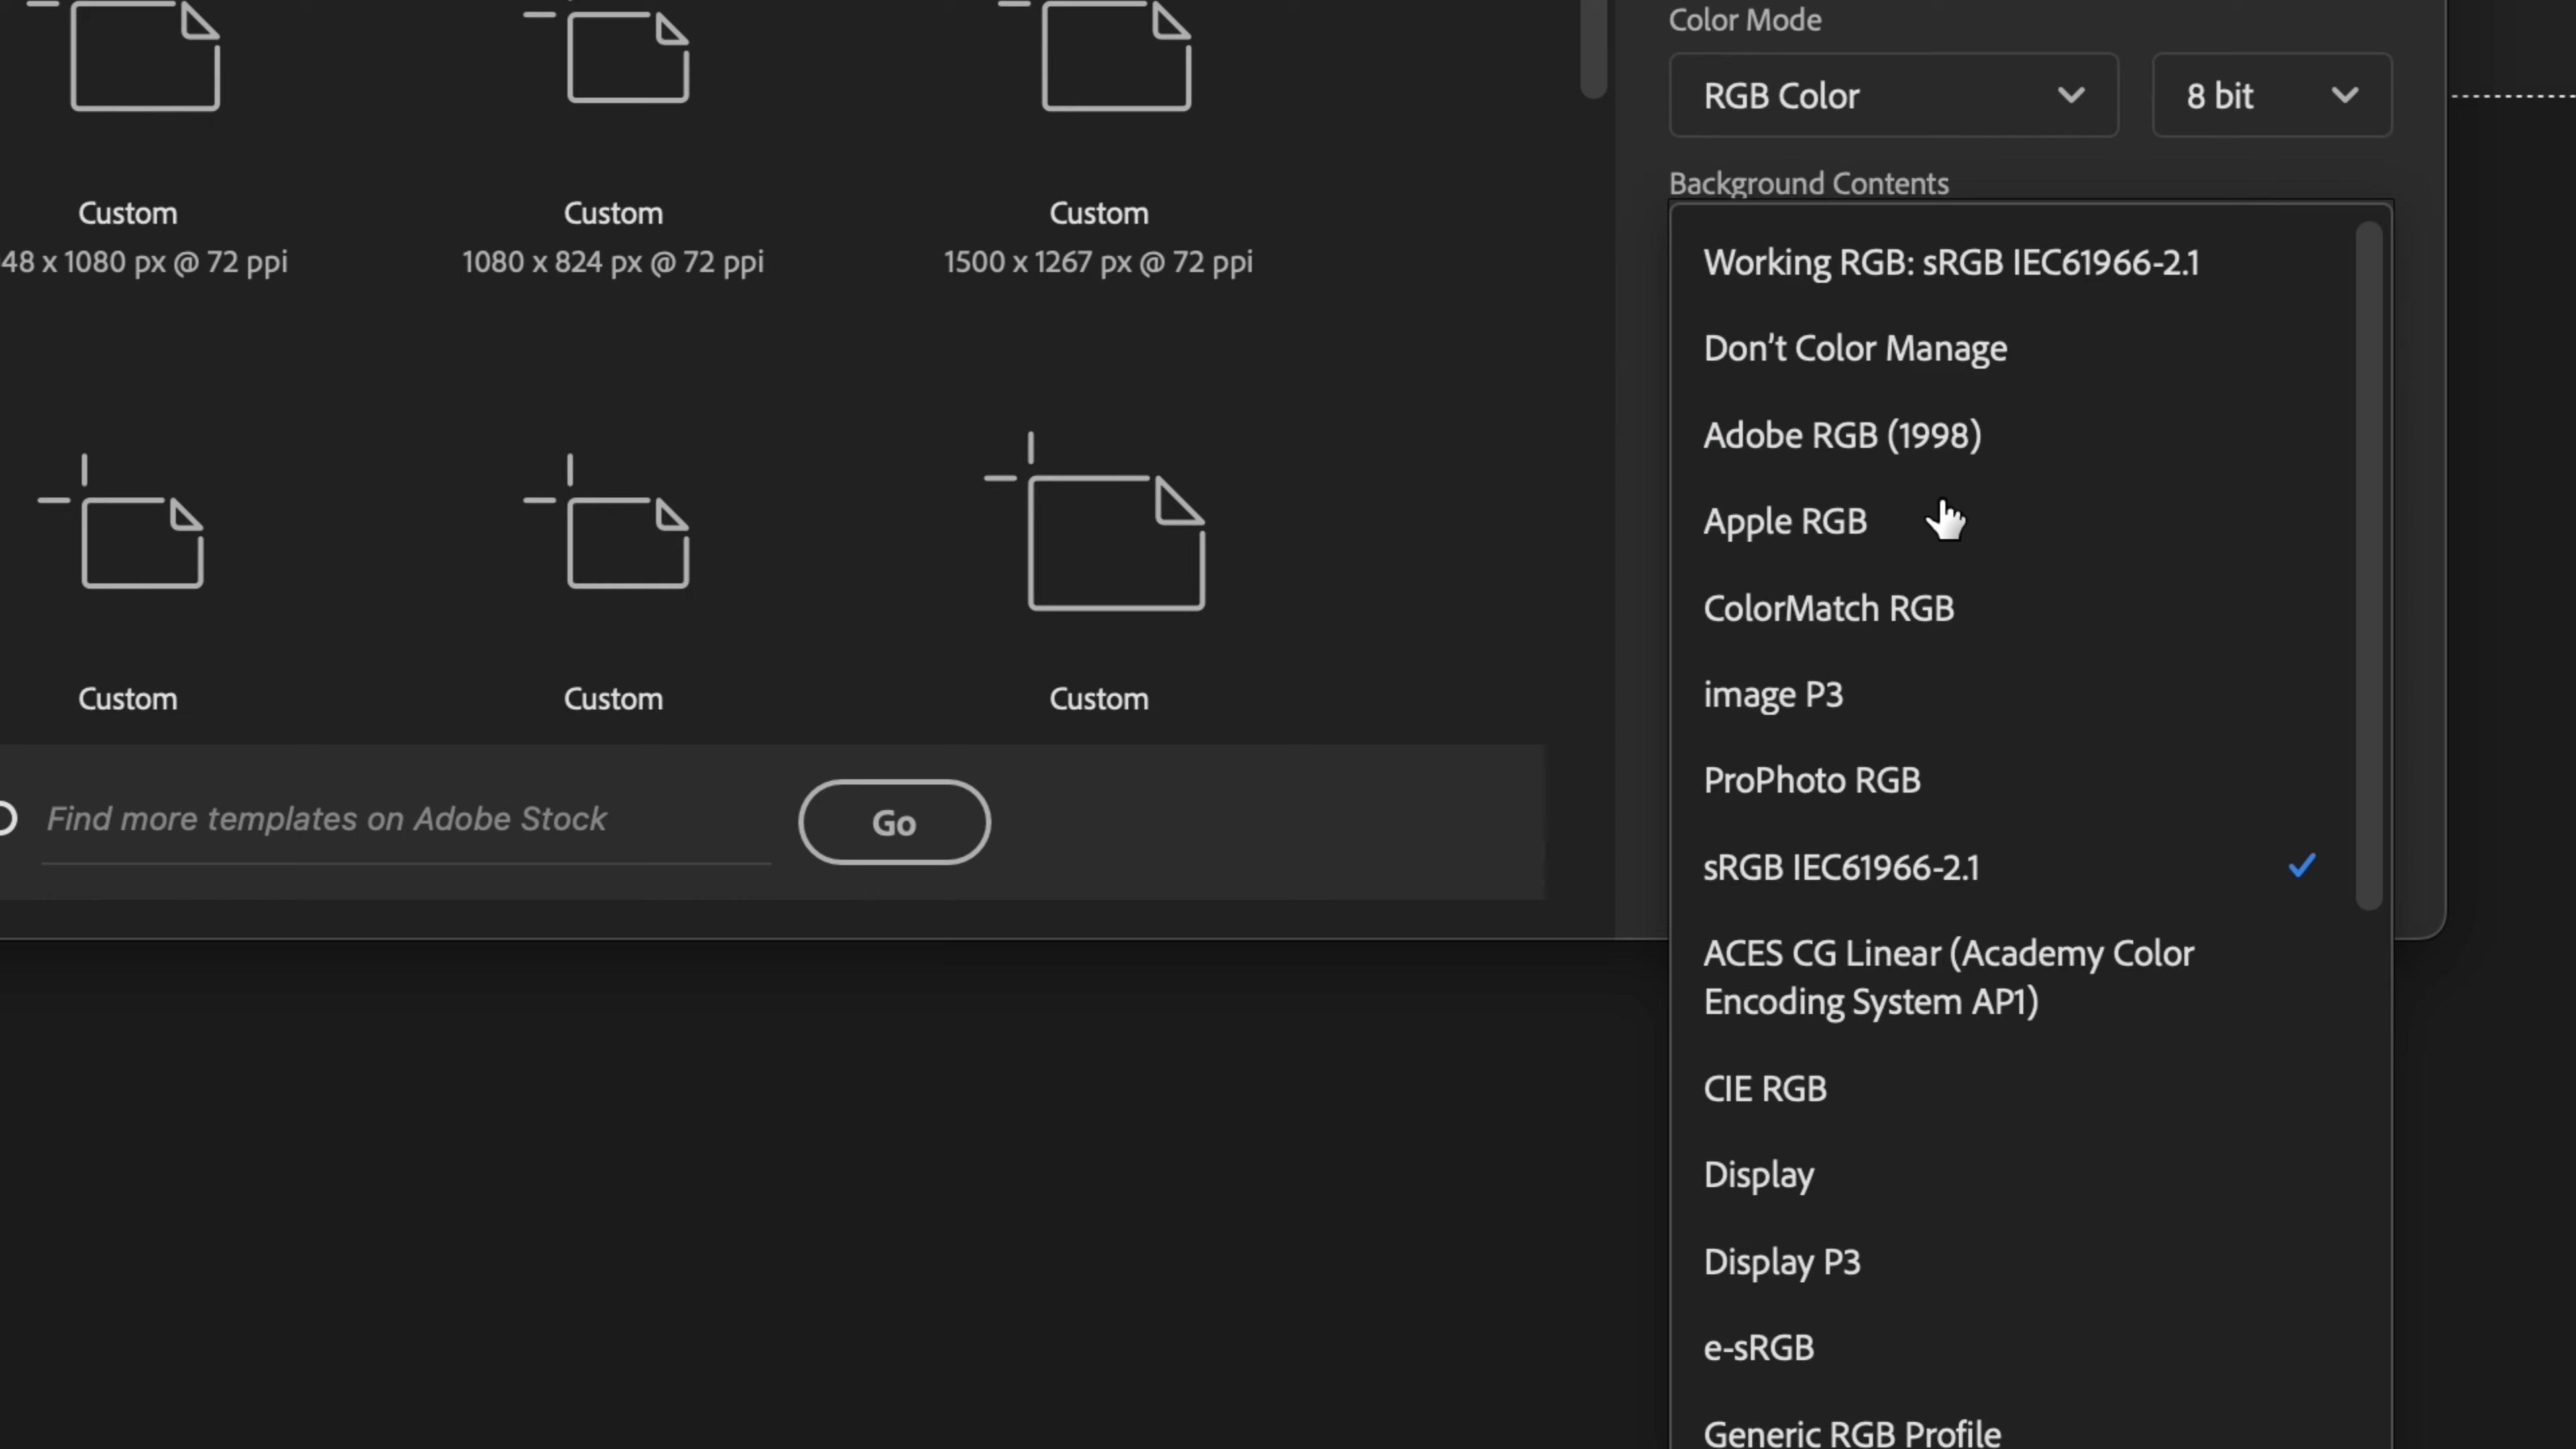 Color Mode
RGB Color
8 bit
Background Contents
Custom
Custom
Custom
48 x 1080 px @ 72 ppi
1080 x 824 px @ 72 ppi
1500 x 1267 px @ 72 ppi
Custom
Custom
Custom
Find more templates on Adobe Stock
Go
Working RGB: sRGB IEC61966-2.1
Don't Color Manage
Adobe RGB (1998)
Apple RGB
ColorMatch RGB
image P3
ProPhoto RGB
sRGB IEC61966-2.1
ACES CG Linear (Academy Color
Encoding System AP1)
CIE RGB
Display
Display P3
e-sRGB
Generic RGB Profile